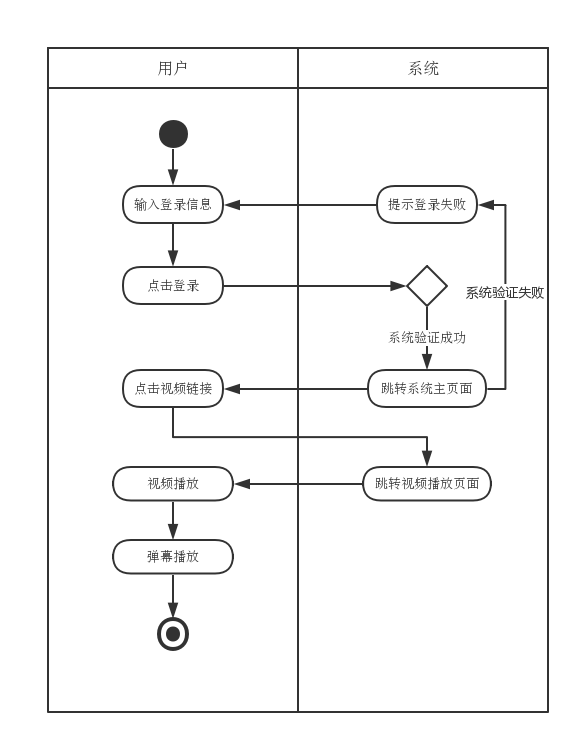 用户
系统
输入登录信息
提示登录失败
点击登录
系统验证失败
系统验证成功
点击视频链接
跳转系统主页面
视频播放
跳转视频播放页面
弹幕播放